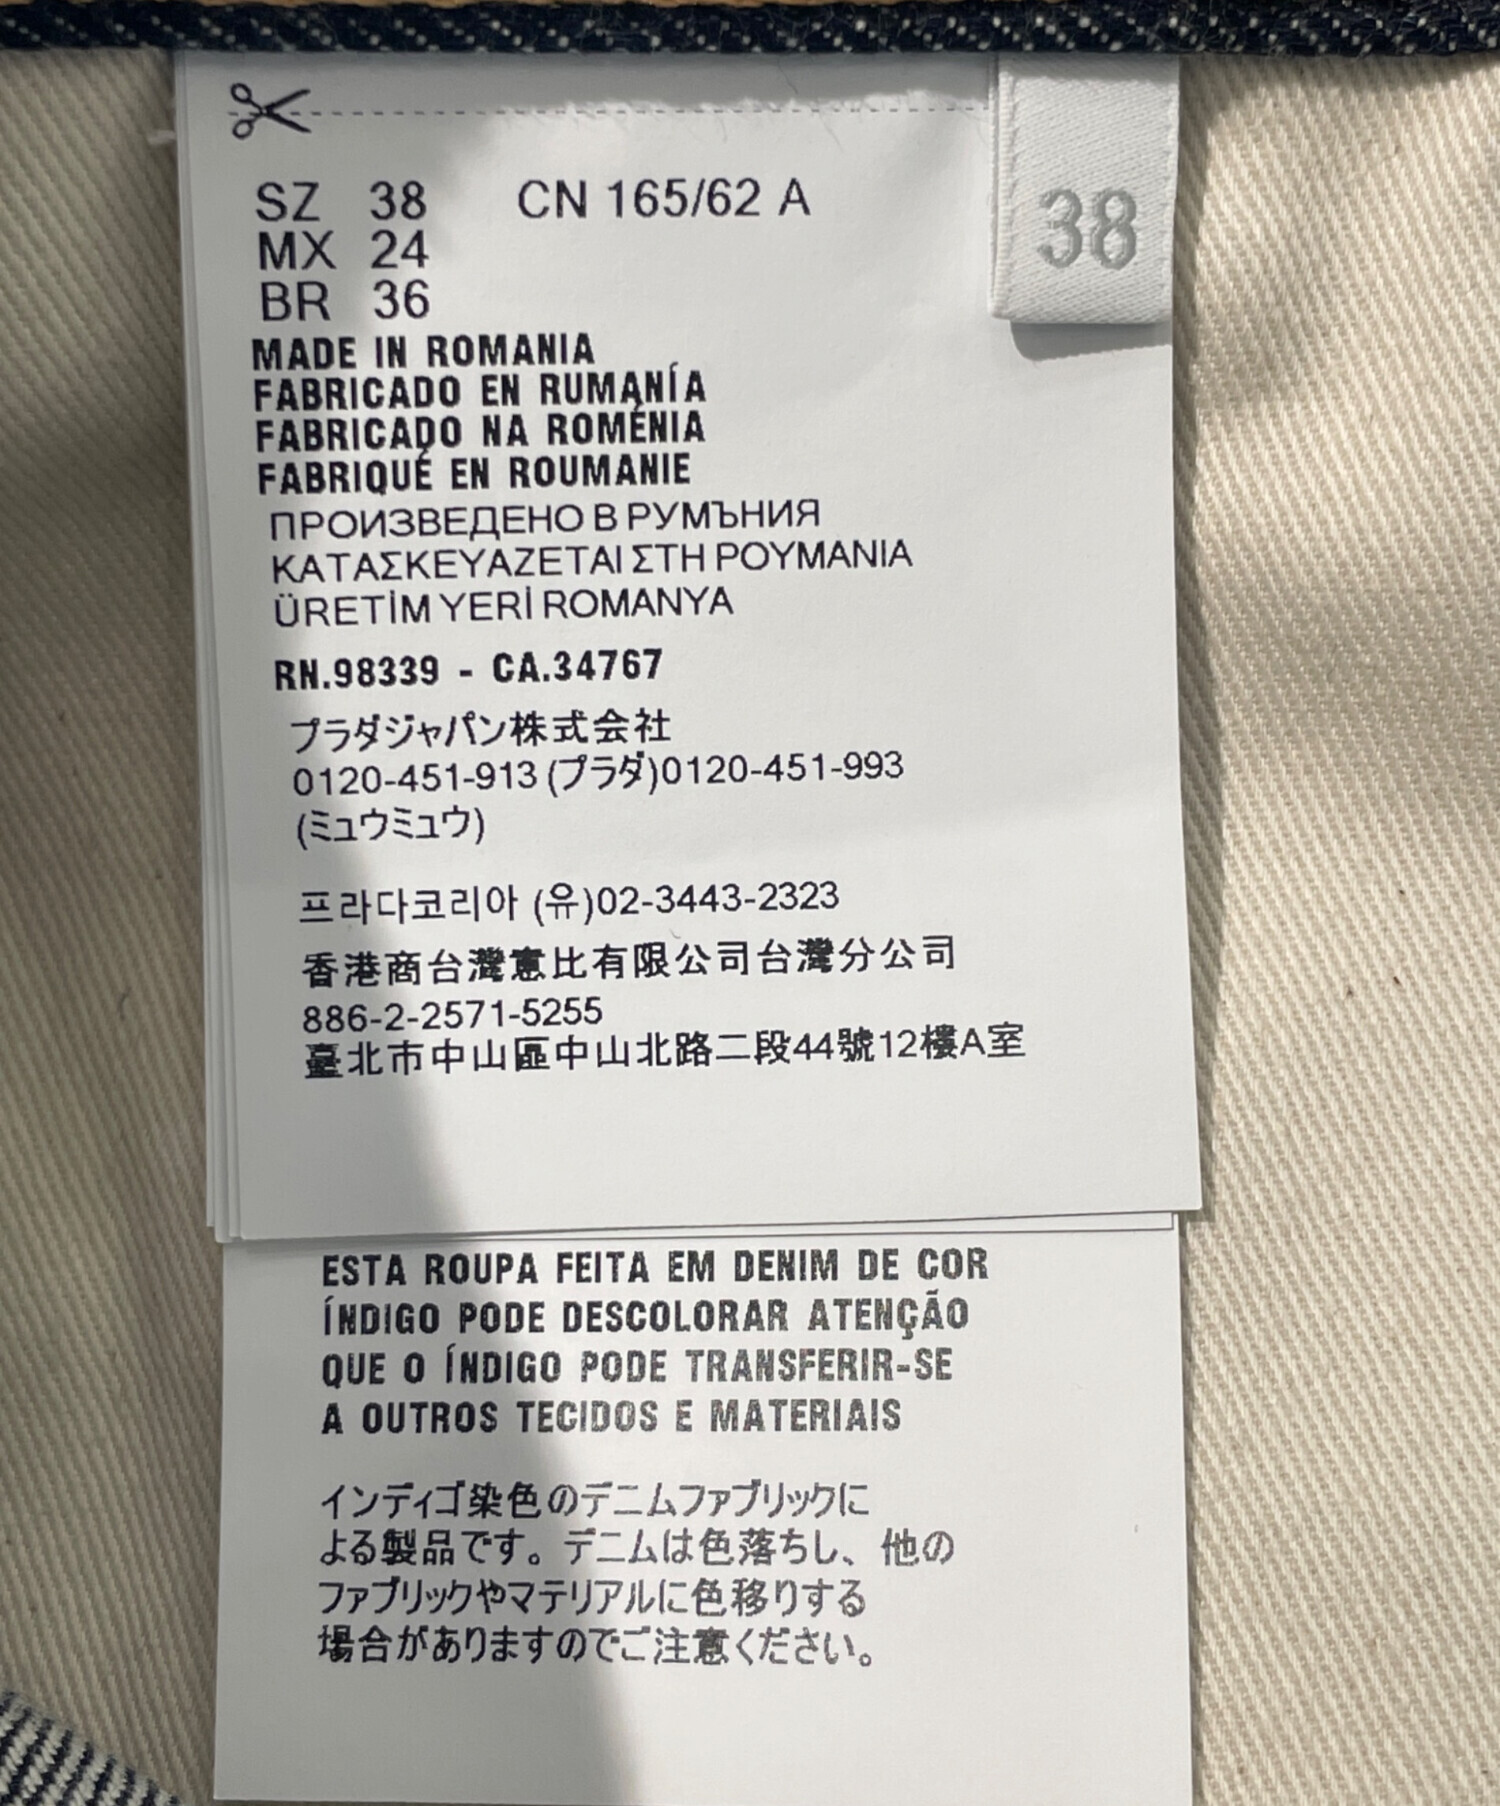 SZ 38 CN 165/62 A
38
MX 24
BR 36
MADE IN ROMANIA
FABRICADO EN RUMANÍA
FABRICADO NA ROMÉNIA
FABRIQUÉ EN ROUMANIE
ПРОИЗВЕДЕНО В РУМЪНИЯ
ΚΑΤΑΣΚΕΥΑΖΕΤΑΙ ΣΤΗ ΡΟΥΜΑΝΙΑ
ÜRETİM YERİ ROMANYA
RN.98339 - CA.34767
プラダジャパン株式会社
0120-451-913 (プラダ)0120-451-993
(ミュウミュウ)
프라다코리아 (유)02-3443-2323
香港商台灣憲比有限公司台灣分公司
886-2-2571-5255
臺北市中山區中山北路二段44號12樓A室
ESTA ROUPA FEITA EM DENIM DE COR
ÍNDIGO PODE DESCOLORAR ATENÇÃO
QUE O ÍNDIGO PODE TRANSFERIR-SE
A OUTROS TECIDOS E MATERIAIS
インディゴ染色のデニムファブリックに
よる製品です。デニムは色落ちし、他の
ファブリックやマテリアルに色移りする
場合がありますのでご注意ください。